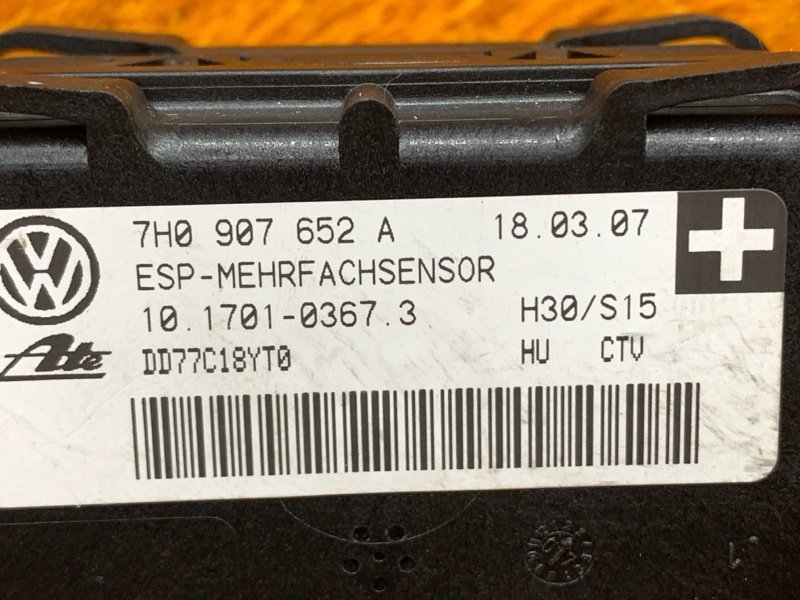 7H0 907 652 A 18.03.07
ESP-MEHRFACHSENSOR
10.1701-0367.3 H30/S15
Ate DD77C18YT0 HU CTV